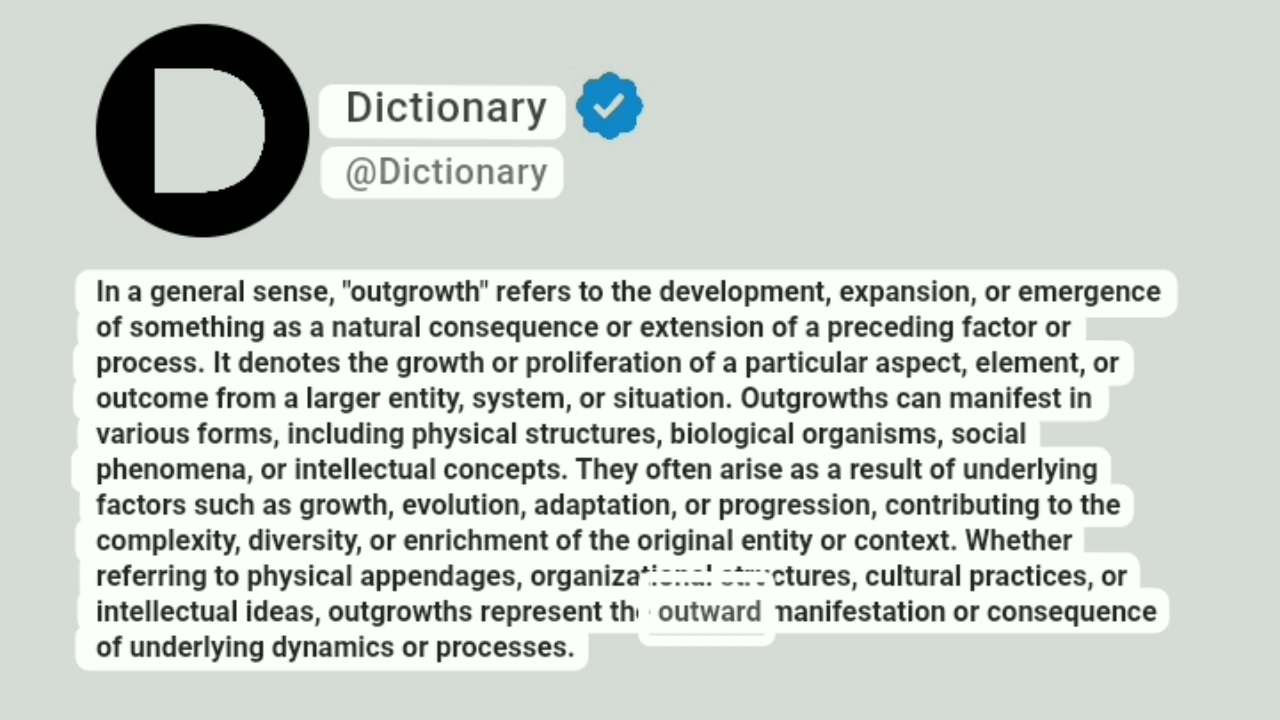 Dictionary
@Dictionary
In a general sense, "outgrowth" refers to the development, expansion, or emergence
of something as a natural consequence or extension of a preceding factor or
process. It denotes the growth or proliferation of a particular aspect, element, or
outcome from a larger entity, system, or situation. Outgrowths can manifest in
various forms, including physical structures, biological organisms, social
phenomena, or intellectual concepts. They often arise as a result of underlying
factors such as growth, evolution, adaptation, or progression, contributing to the
complexity, diversity, or enrichment of the original entity or context. Whether
referring to physical appendages, organizational structures, cultural practices, or
intellectual ideas, outgrowths represent the outward manifestation or consequence
of underlying dynamics or processes.